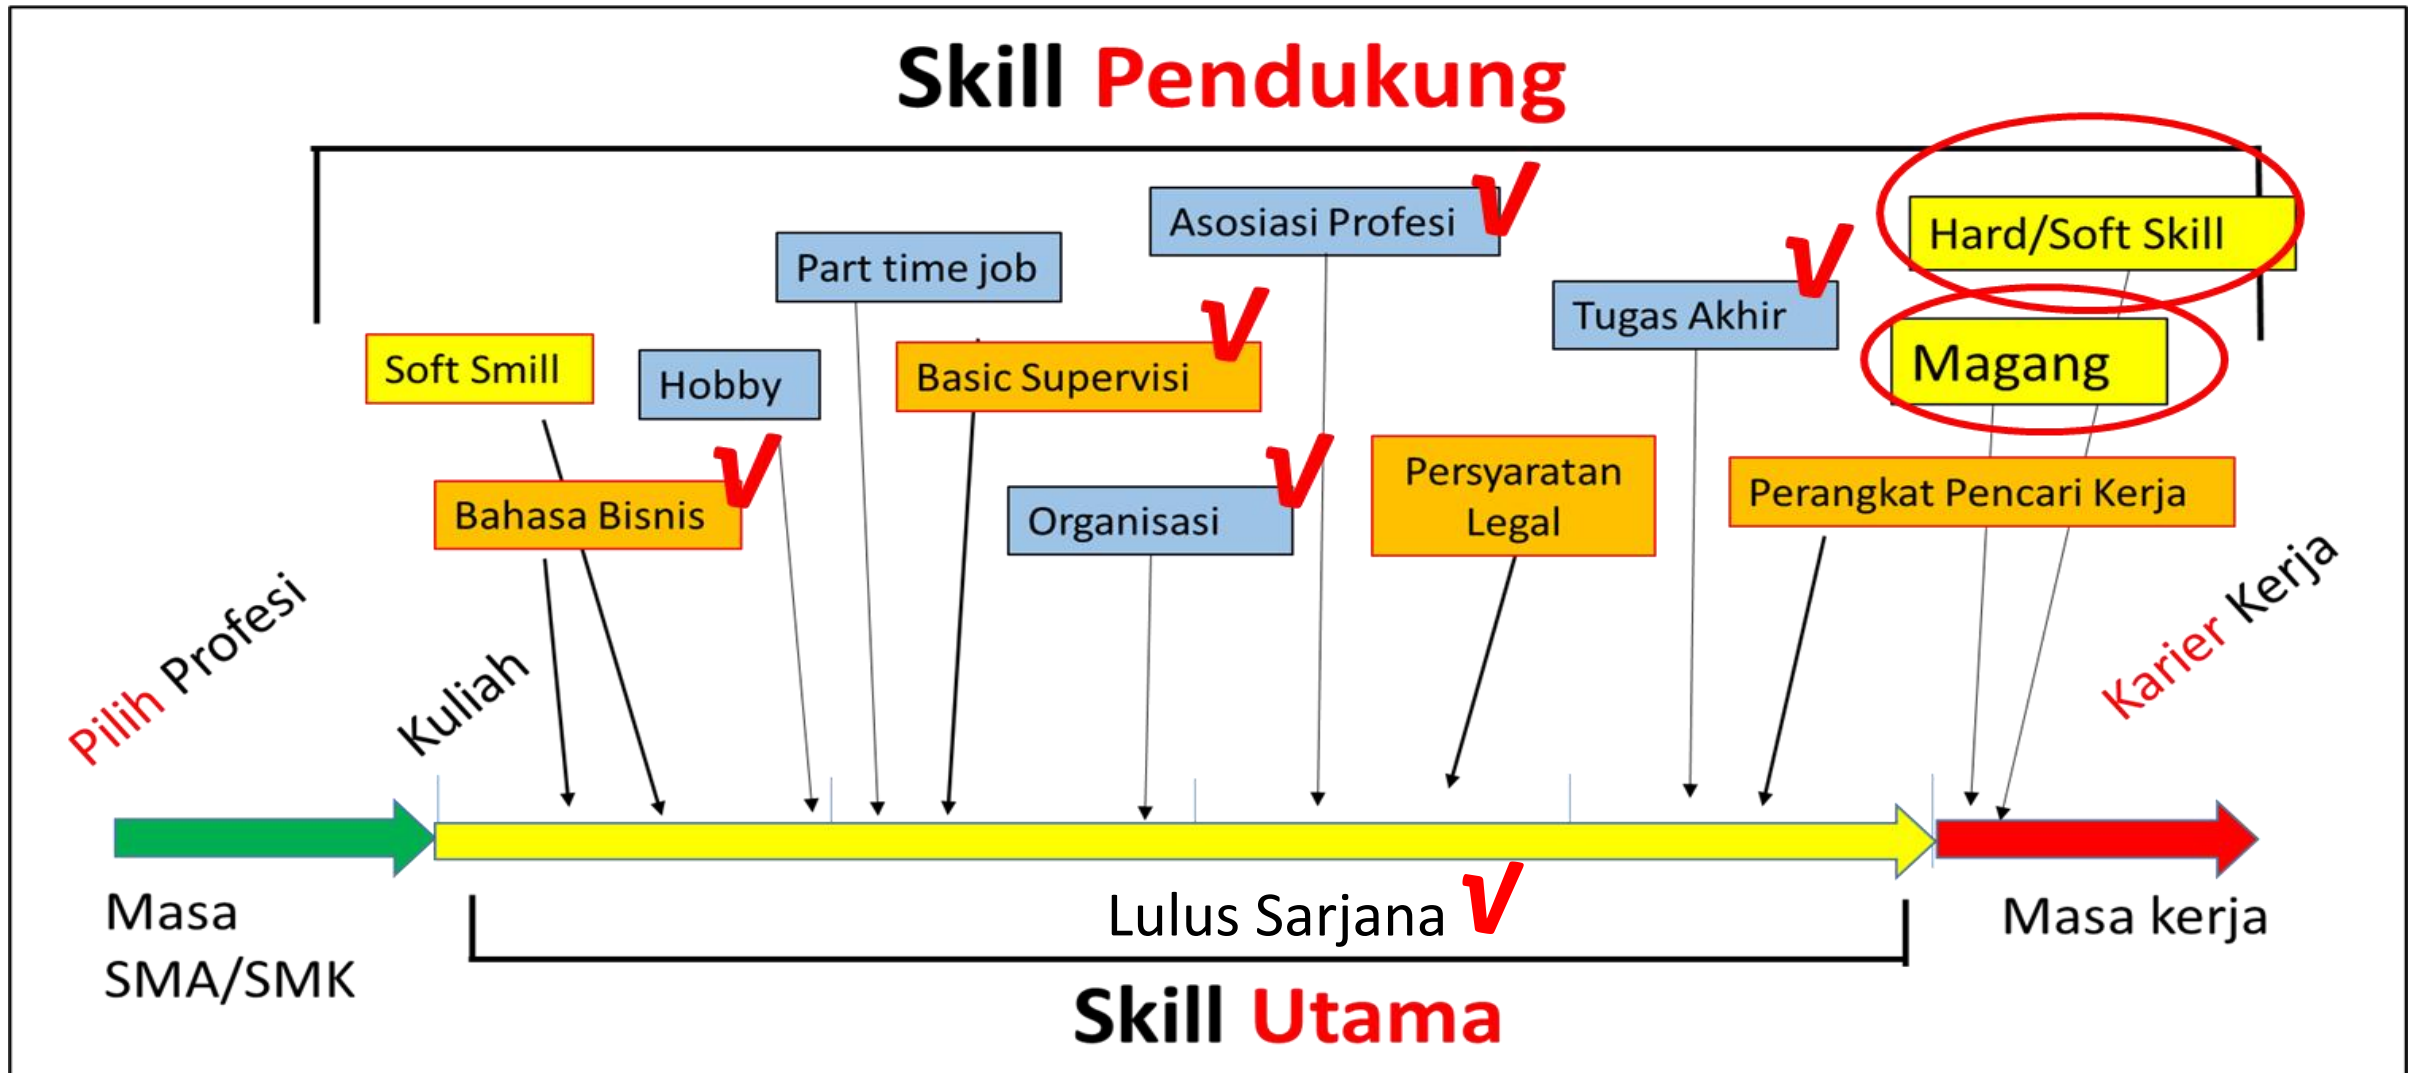 Skill Pendukung
Asosiasi Profesi
Hard/Soft Skill
Part time job
Tugas Akhir
Soft Smill
Hobby
Basic Supervisi
Magang
Bahasa Bisnis
Organisasi
Persyaratan
Legal
Perangkat Pencari Kerja
Pilih Profesi
Kuliah
Karier Kerja
Masa
SMA/SMK
Lulus Sarjana
Masa kerja
Skill Utama